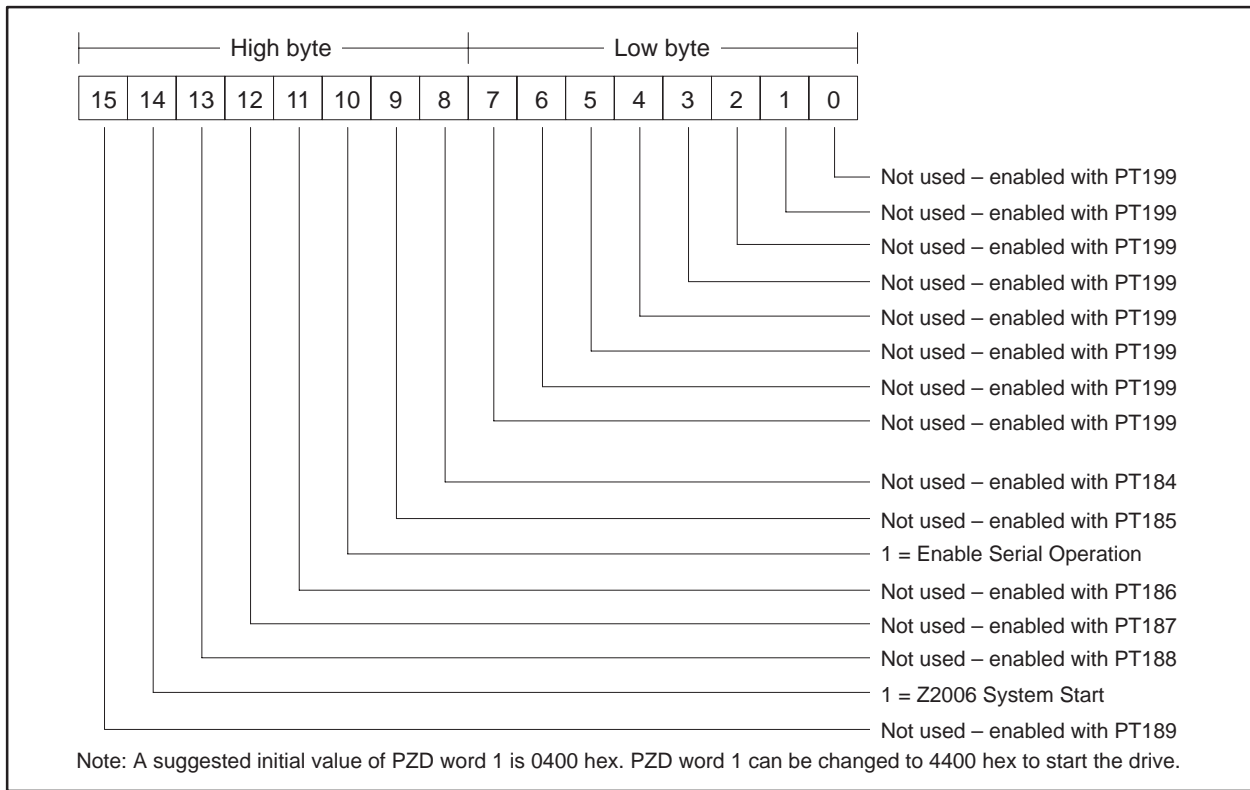 High byte Low byte
15 14 13 12 11 10 9 8 7 6 5 4 3 2 1 0
Not used – enabled with PT199
Not used – enabled with PT199
Not used – enabled with PT199
Not used – enabled with PT199
Not used – enabled with PT199
Not used – enabled with PT199
Not used – enabled with PT199
Not used – enabled with PT199
Not used – enabled with PT184
Not used – enabled with PT185
1 = Enable Serial Operation
Not used – enabled with PT186
Not used – enabled with PT187
Not used – enabled with PT188
1 = Z2006 System Start
Not used – enabled with PT189
Note: A suggested initial value of PZD word 1 is 0400 hex. PZD word 1 can be changed to 4400 hex to start the drive.